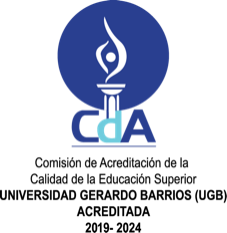 CdA
Comisión de Acreditación de la
Calidad de la Educación Superior
UNIVERSIDAD GERARDO BARRIOS (UGB)
ACREDITADA
2019- 2024